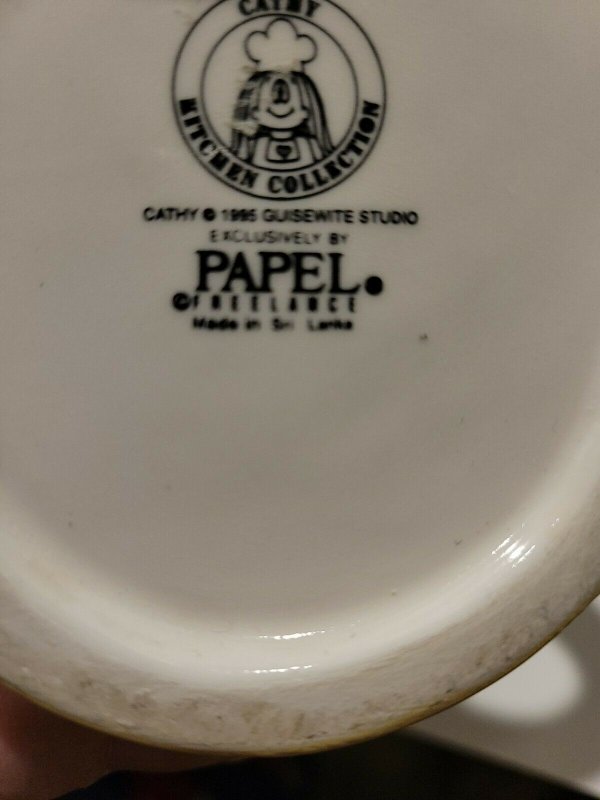 CATHY
KITCHEN COLLECTION
CATHY © 1995 GUISEWITE STUDIO
EXCLUSIVELY BY
PAPEL®
© FREELANCE
Made in Sri Lanka